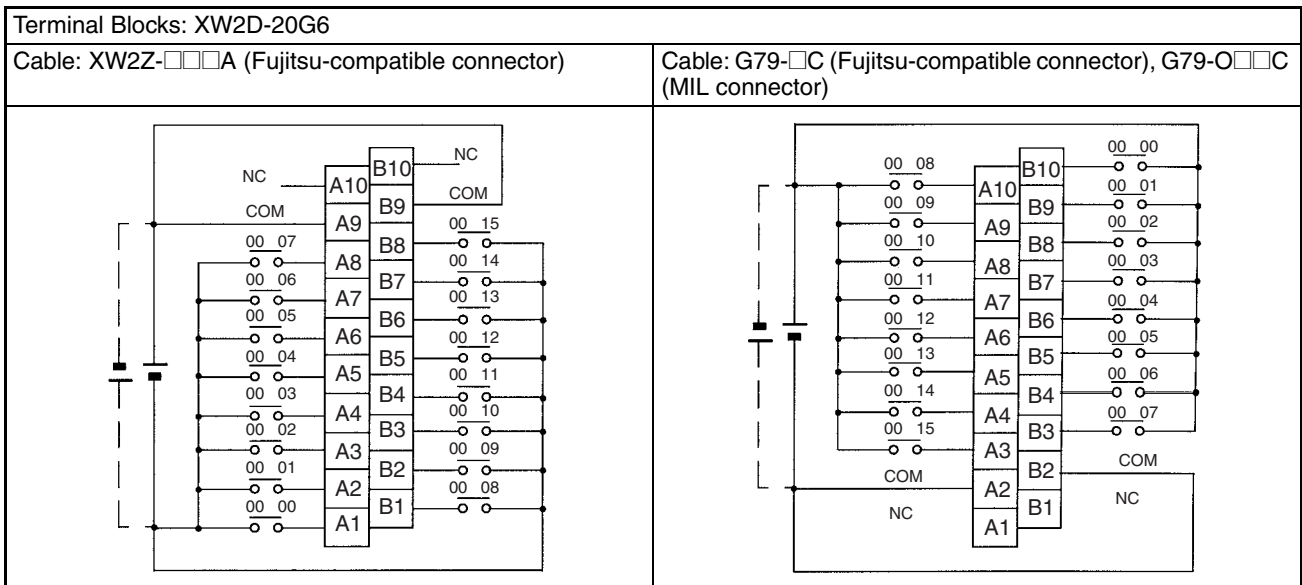 Terminal Blocks: XW2D-20G6
Cable: XW2Z-□□□A (Fujitsu-compatible connector)
NC
B10
NC
A10
COM
B9
COM
A9
00 15
B8
00 07
A8
00 14
B7
00 06
A7
00 13
B6
00 05
A6
00 12
B5
00 04
A5
00 11
B4
00 03
A4
00 10
B3
00 02
A3
00 09
B2
00 01
A2
00 08
B1
00 00
A1
Cable: G79-□C (Fujitsu-compatible connector), G79-O□□C
(MIL connector)
00 00
B10
00 08
A10
00 01
B9
00 09
A9
00 02
B8
00 10
A8
00 03
B7
00 11
A7
00 04
B6
00 12
A6
00 05
B5
00 13
A5
00 06
B4
00 14
A4
00 07
B3
00 15
A3
COM
B2
COM
A2
NC
B1
NC
A1